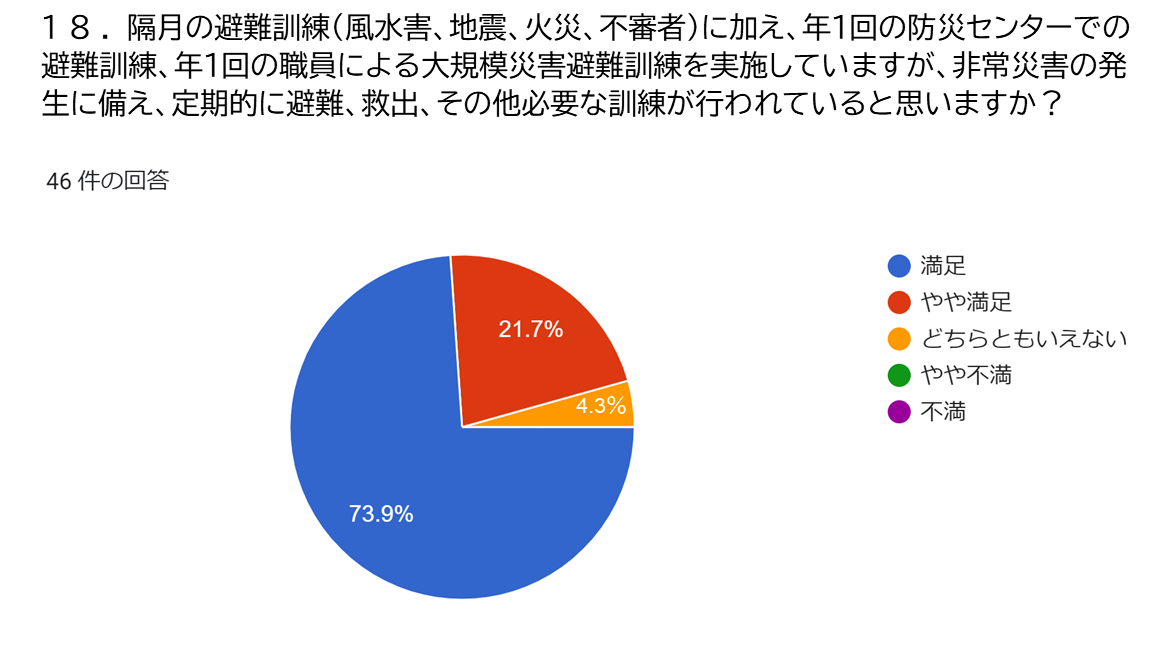 １８．隔月の避難訓練（風水害、地震、火災、不審者）に加え、年1回の防災センターでの
避難訓練、年1回の職員による大規模災害避難訓練を実施していますが、非常災害の発
生に備え、定期的に避難、救出、その他必要な訓練が行われていると思いますか？
46 件の回答
満足
やや満足
どちらともいえない
やや不満
不満
21.7%
4.3%
73.9%